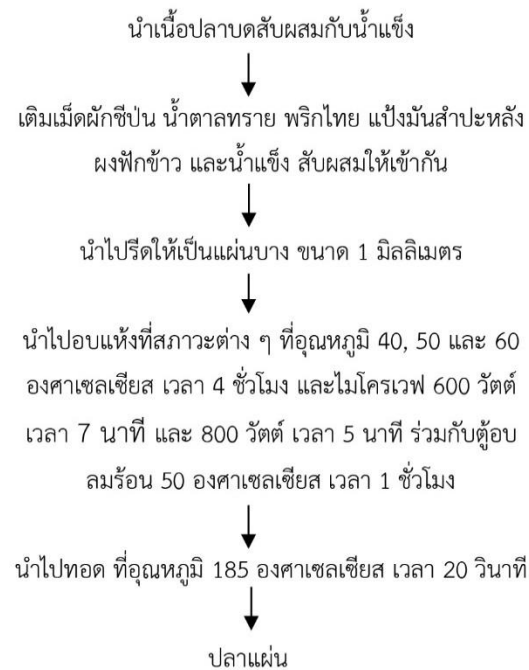 นำเนื้อปลาบดสับผสมกับน้ำแข็ง
เติมเม็ดผักชีป่น น้ำตาลทราย พริกไทย แป้งมันสำปะหลัง
ผงฟักข้าว และน้ำแข็ง สับผสมให้เข้ากัน
นำไปรีดให้เป็นแผ่นบาง ขนาด 1 มิลลิเมตร
นำไปอบแห้งที่สภาวะต่าง ๆ ที่อุณหภูมิ 40, 50 และ 60
องศาเซลเซียส เวลา 4 ชั่วโมง และไมโครเวฟ 600 วัตต์
เวลา 7 นาที และ 800 วัตต์ เวลา 5 นาที ร่วมกับตู้อบ
ลมร้อน 50 องศาเซลเซียส เวลา 1 ชั่วโมง
นำไปทอด ที่อุณหภูมิ 185 องศาเซลเซียส เวลา 20 วินาที
ปลาแผ่น